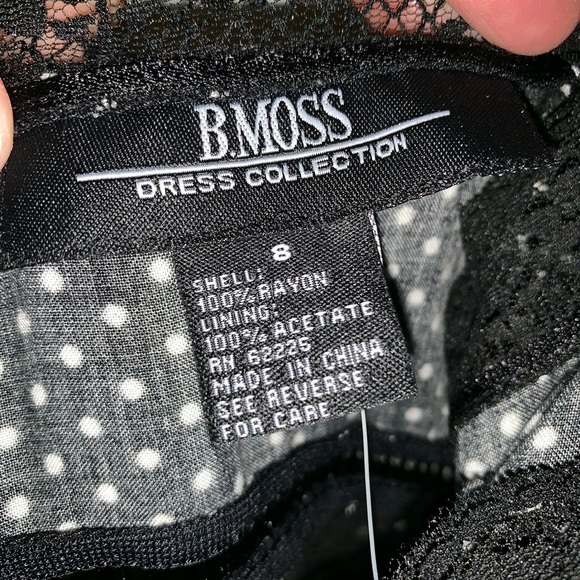 B.MOSS
DRESS COLLECTION
8
SHELL:
100% RAYON
LINING:
100% ACETATE
RN 62225
MADE IN CHINA
SEE REVERSE
FOR CARE